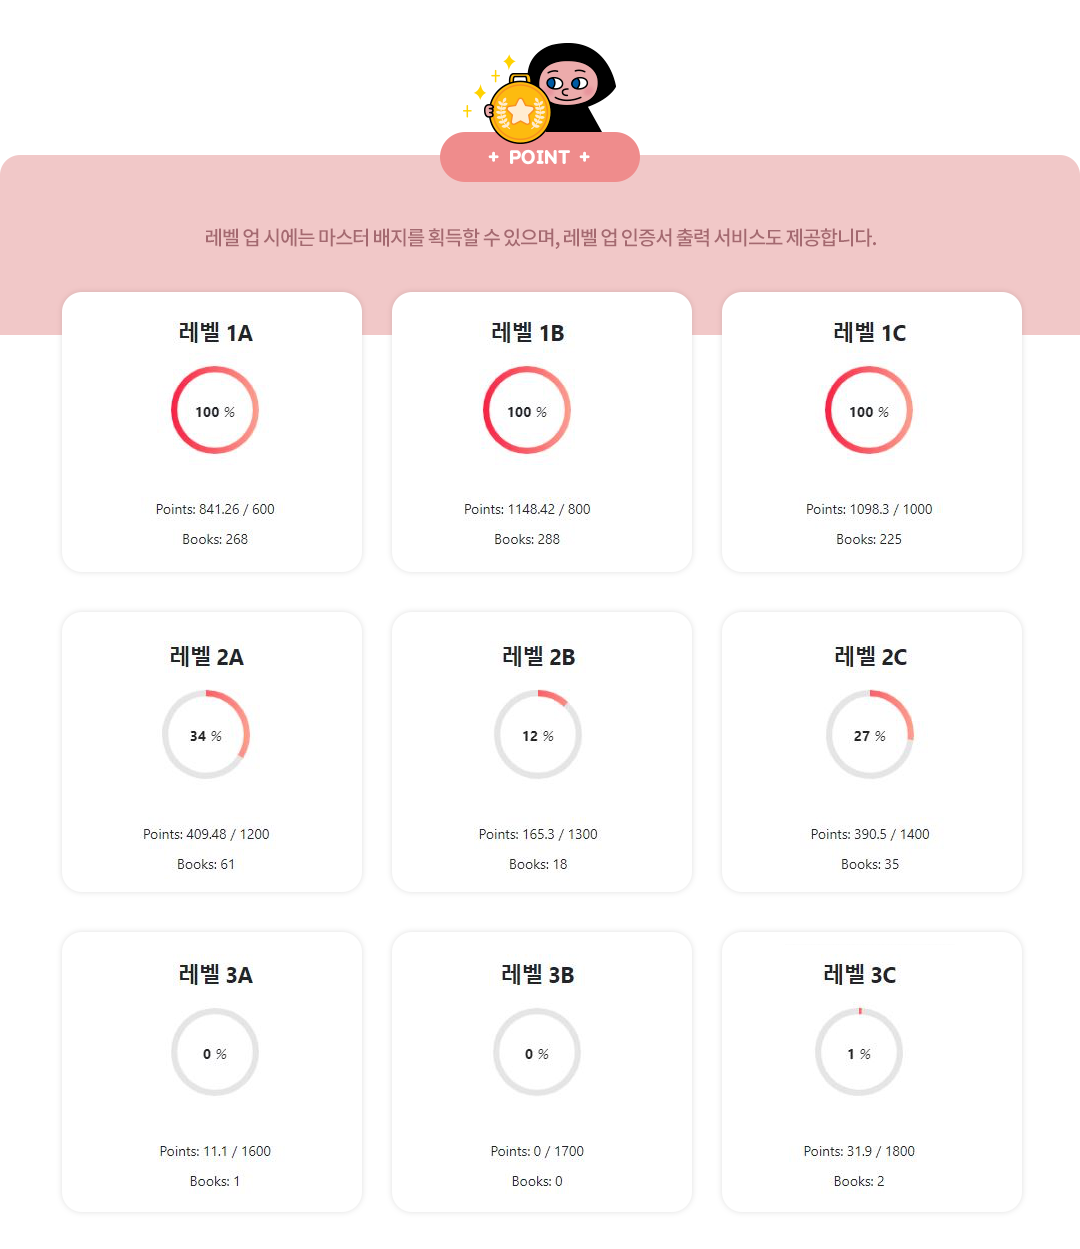 + POINT +
레벨 업 시에는 마스터 배지를 획득할 수 있으며, 레벨 업 인증서 출력 서비스도 제공합니다.
레벨 1A
100 %
Points: 841.26 / 600
Books: 268
레벨 1B
100 %
Points: 1148.42 / 800
Books: 288
레벨 1C
100 %
Points: 1098.3 / 1000
Books: 225
레벨 2A
34 %
Points: 409.48 / 1200
Books: 61
레벨 2B
12 %
Points: 165.3 / 1300
Books: 18
레벨 2C
27 %
Points: 390.5 / 1400
Books: 35
레벨 3A
0 %
Points: 11.1 / 1600
Books: 1
레벨 3B
0 %
Points: 0 / 1700
Books: 0
레벨 3C
1 %
Points: 31.9 / 1800
Books: 2